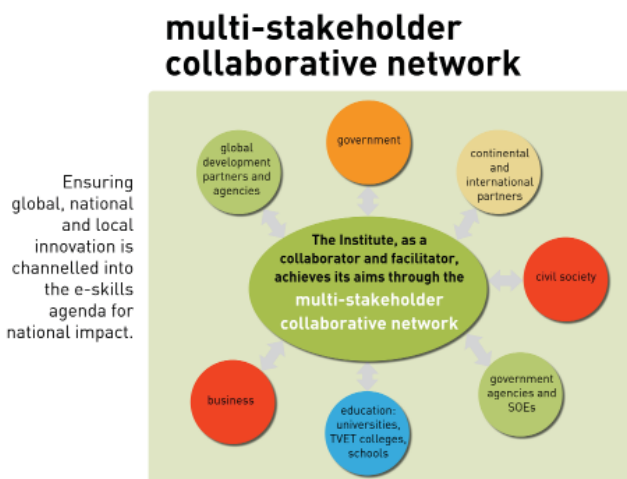 multi-stakeholder
collaborative network
Ensuring
global, national
and local
innovation is
channelled into
the e-skills
agenda for
national impact.
global
development
partners and
agencies
government
continental
and
international
partners
The Institute, as a
collaborator and facilitator,
achieves its aims through the
multi-stakeholder
collaborative network
civil society
business
education:
universities,
TVET colleges,
schools
government
agencies and
SOEs